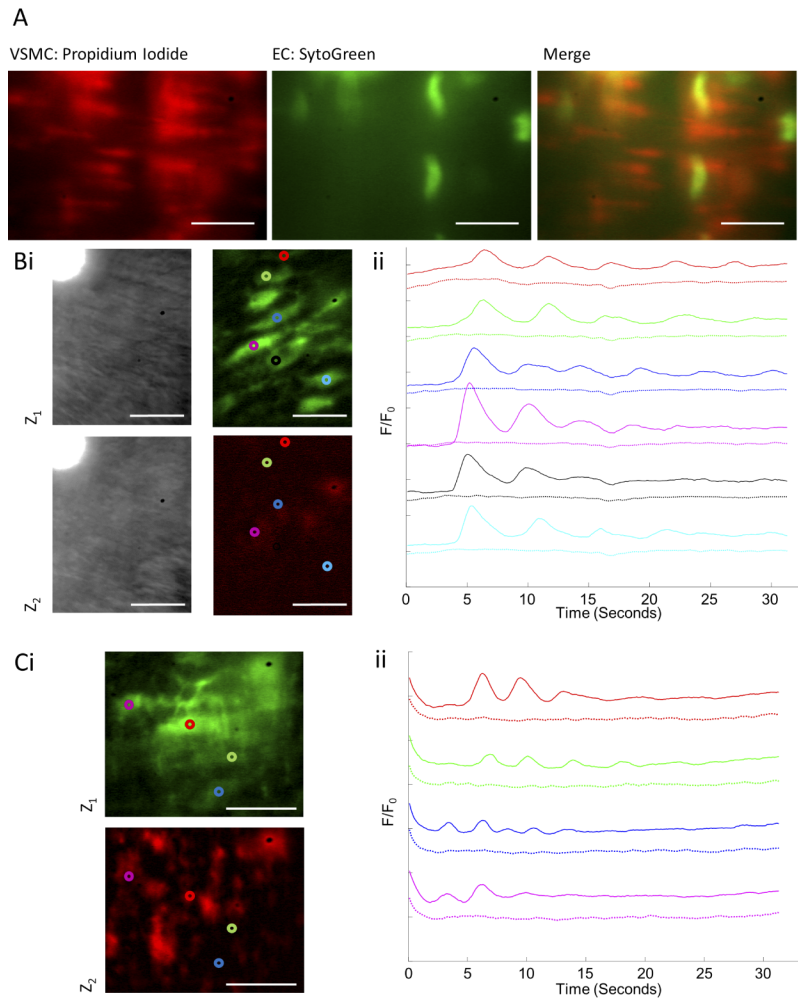 A
VSMC: Propidium Iodide
EC: SytoGreen
Merge
Bi
ii
Z1
Z2
F/F0
0 5 10 15 20 25 30
Time (Seconds)
Ci
ii
Z1
Z2
F/F0
0 5 10 15 20 25 30
Time (Seconds)